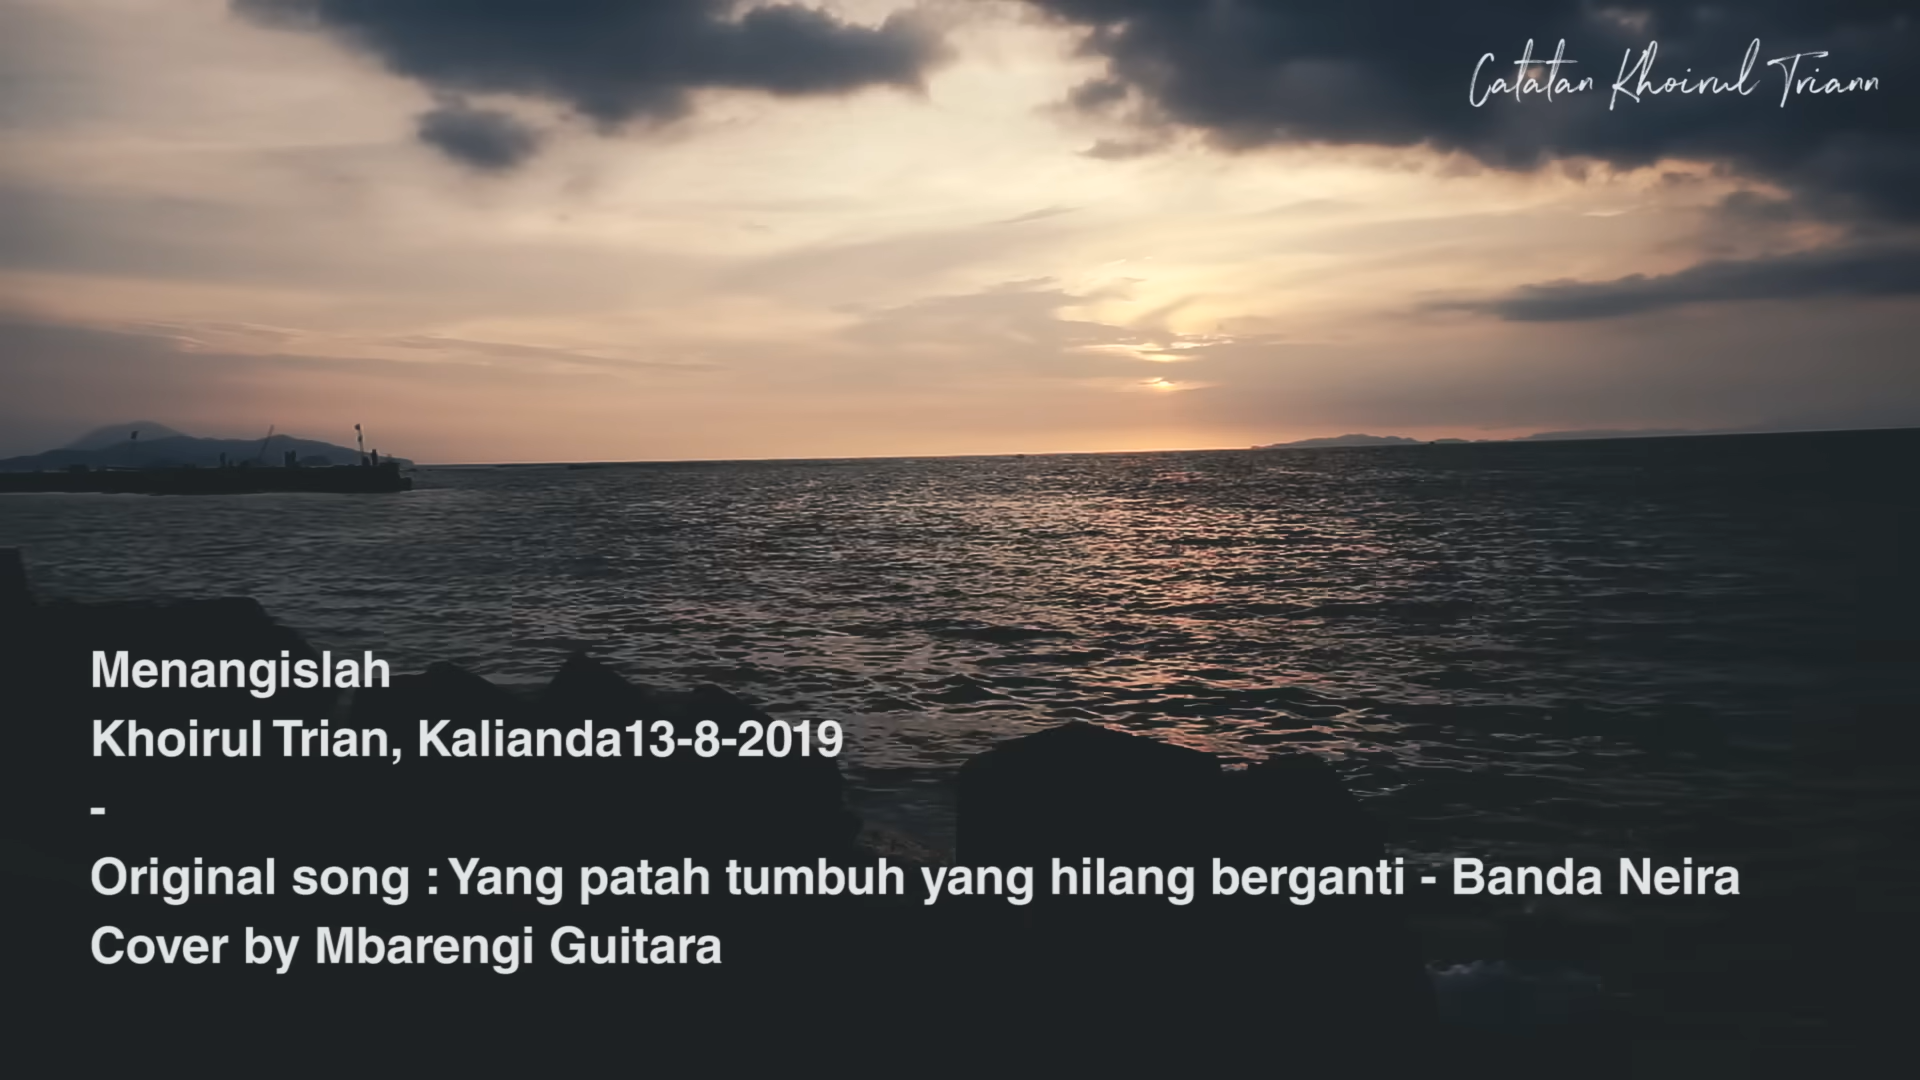 Catatan Khoirul Triann
Menangislah
Khoirul Trian, Kalianda13-8-2019
-
Original song : Yang patah tumbuh yang hilang berganti - Banda Neira
Cover by Mbarengi Guitara